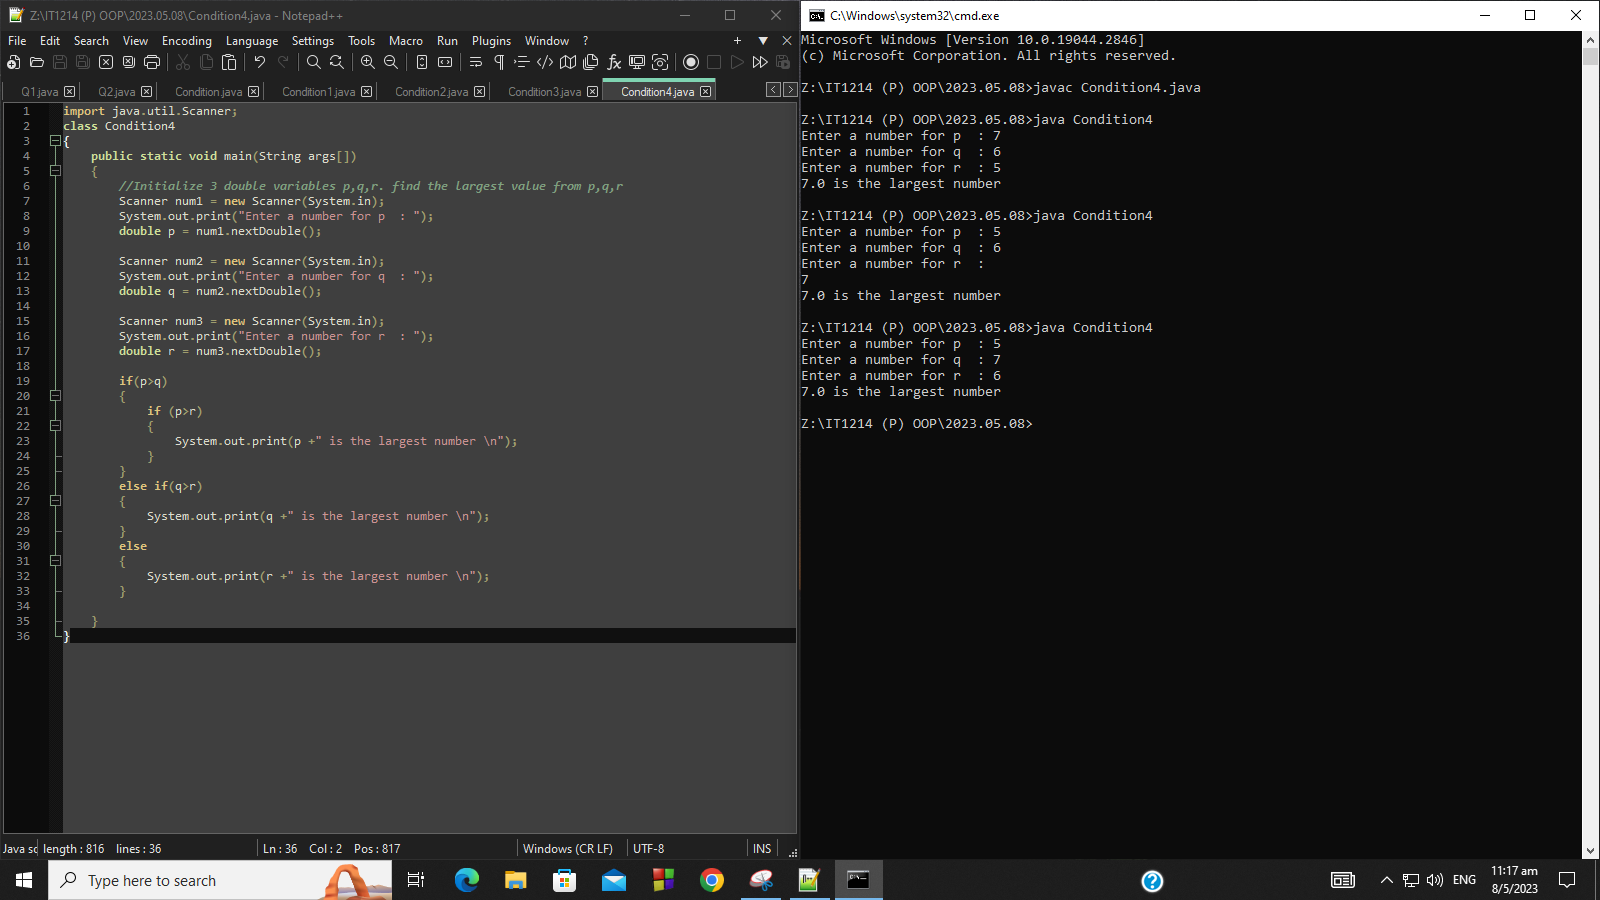 Z:\IT1214 (P) OOP\2023.05.08\Condition4.java - Notepad++
File Edit Search View Encoding Language Settings Tools Macro Run Plugins Window ?
Q1.java Q2.java Condition.java Condition1.java Condition2.java Condition3.java Condition4.java
1 import java.util.Scanner;
2 class Condition4
3 {
4 public static void main(String args[])
5 {
6 //Initialize 3 double variables p,q,r. find the largest value from p,q,r
7 Scanner num1 = new Scanner(System.in);
8 System.out.print("Enter a number for p  : ");
9 double p = num1.nextDouble();
10
11 Scanner num2 = new Scanner(System.in);
12 System.out.print("Enter a number for q  : ");
13 double q = num2.nextDouble();
14
15 Scanner num3 = new Scanner(System.in);
16 System.out.print("Enter a number for r  : ");
17 double r = num3.nextDouble();
18
19 if(p>q)
20 {
21 if (p>r)
22 {
23 System.out.print(p +" is the largest number \n");
24 }
25 }
26 else if(q>r)
27 {
28 System.out.print(q +" is the largest number \n");
29 }
30 else
31 {
32 System.out.print(r +" is the largest number \n");
33 }
34
35 }
36 }
Java sc length : 816 lines : 36 Ln : 36 Col : 2 Pos : 817 Windows (CR LF) UTF-8 INS
C:\Windows\system32\cmd.exe
Microsoft Windows [Version 10.0.19044.2846]
(c) Microsoft Corporation. All rights reserved.
Z:\IT1214 (P) OOP\2023.05.08>javac Condition4.java
Z:\IT1214 (P) OOP\2023.05.08>java Condition4
Enter a number for p  : 7
Enter a number for q  : 6
Enter a number for r  : 5
7.0 is the largest number
Z:\IT1214 (P) OOP\2023.05.08>java Condition4
Enter a number for p  : 5
Enter a number for q  : 6
Enter a number for r  :
7
7.0 is the largest number
Z:\IT1214 (P) OOP\2023.05.08>java Condition4
Enter a number for p  : 5
Enter a number for q  : 7
Enter a number for r  : 6
7.0 is the largest number
Z:\IT1214 (P) OOP\2023.05.08>
Type here to search
ENG
11:17 am
8/5/2023